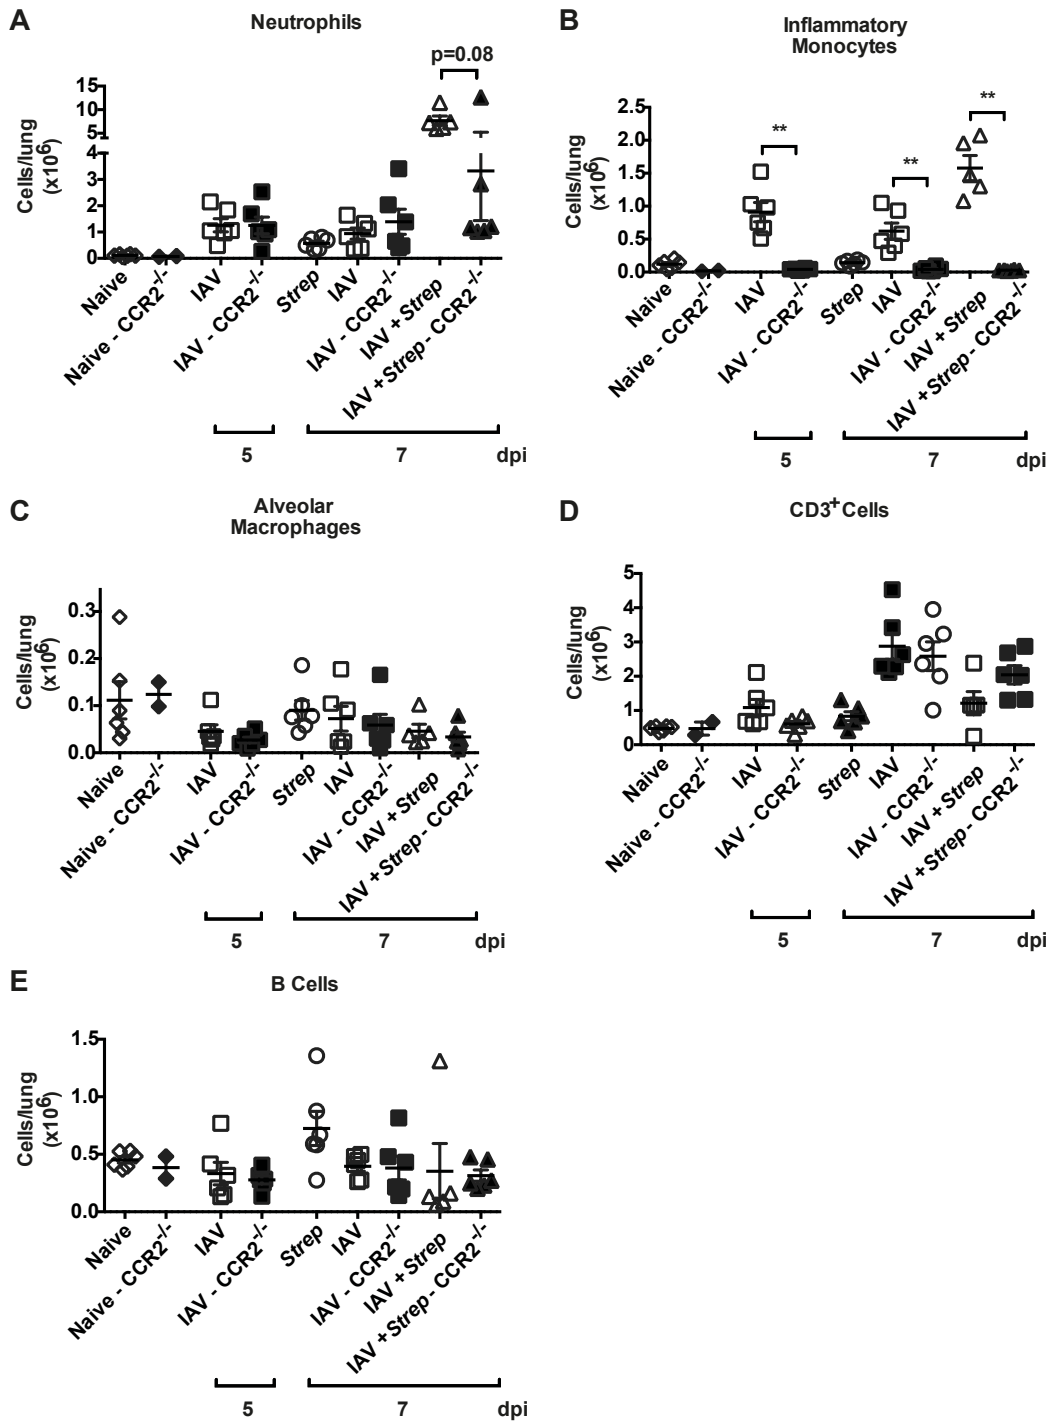 A
Neutrophils
p=0.08
Cells/lung
(x10⁶)
15
10
5
4
3
2
1
0
Naive
Naive - CCR2⁻/⁻
IAV
IAV - CCR2⁻/⁻
Strep
IAV
IAV - CCR2⁻/⁻
IAV + Strep
IAV + Strep - CCR2⁻/⁻
5
7
dpi
B
Inflammatory
Monocytes
Cells/lung
(x10⁶)
2.5
2.0
1.5
1.0
0.5
0.0
**
**
**
Naive
Naive - CCR2⁻/⁻
IAV
IAV - CCR2⁻/⁻
Strep
IAV
IAV - CCR2⁻/⁻
IAV + Strep
IAV + Strep - CCR2⁻/⁻
5
7
dpi
C
Alveolar
Macrophages
Cells/lung
(x10⁶)
0.3
0.2
0.1
0.0
Naive
Naive - CCR2⁻/⁻
IAV
IAV - CCR2⁻/⁻
Strep
IAV
IAV - CCR2⁻/⁻
IAV + Strep
IAV + Strep - CCR2⁻/⁻
5
7
dpi
D
CD3⁺ Cells
Cells/lung
(x10⁶)
5
4
3
2
1
0
Naive
Naive - CCR2⁻/⁻
IAV
IAV - CCR2⁻/⁻
Strep
IAV
IAV - CCR2⁻/⁻
IAV + Strep
IAV + Strep - CCR2⁻/⁻
5
7
dpi
E
B Cells
Cells/lung
(x10⁶)
1.5
1.0
0.5
0.0
Naive
Naive - CCR2⁻/⁻
IAV
IAV - CCR2⁻/⁻
Strep
IAV
IAV - CCR2⁻/⁻
IAV + Strep
IAV + Strep - CCR2⁻/⁻
5
7
dpi